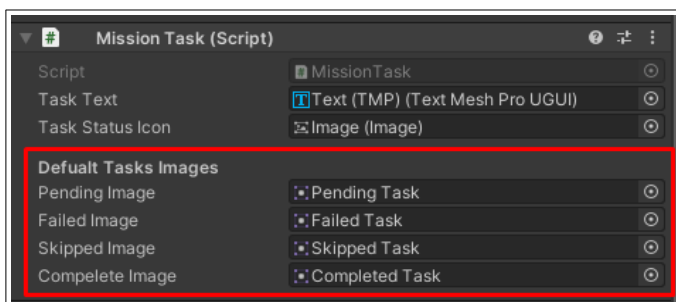 # Mission Task (Script)
Script MissionTask
Task Text Text (TMP) (Text Mesh Pro UGUI)
Task Status Icon Image (Image)
Defualt Tasks Images
Pending Image Pending Task
Failed Image Failed Task
Skipped Image Skipped Task
Compelete Image Completed Task